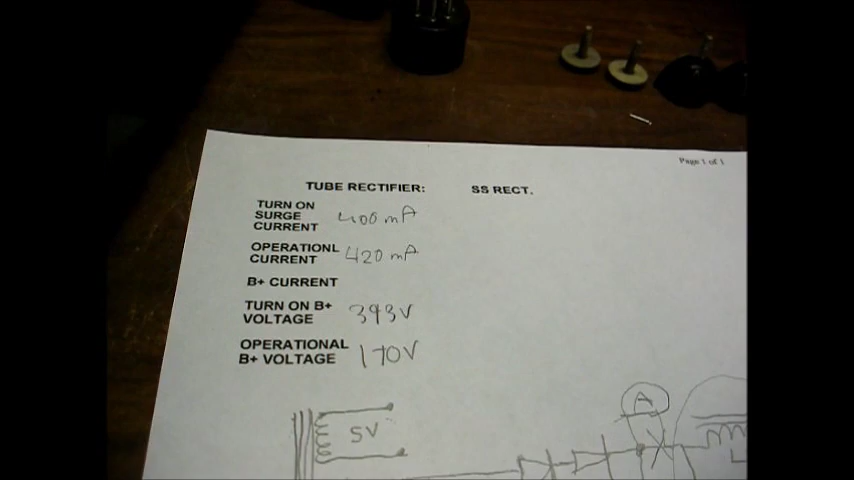 Page 1 of 1
TUBE RECTIFIER: SS RECT.
TURN ON
SURGE
CURRENT 400 mA
OPERATIONL
CURRENT 420 mA
B+ CURRENT
TURN ON B+
VOLTAGE 393V
OPERATIONAL
B+ VOLTAGE 170V
A
5V
L